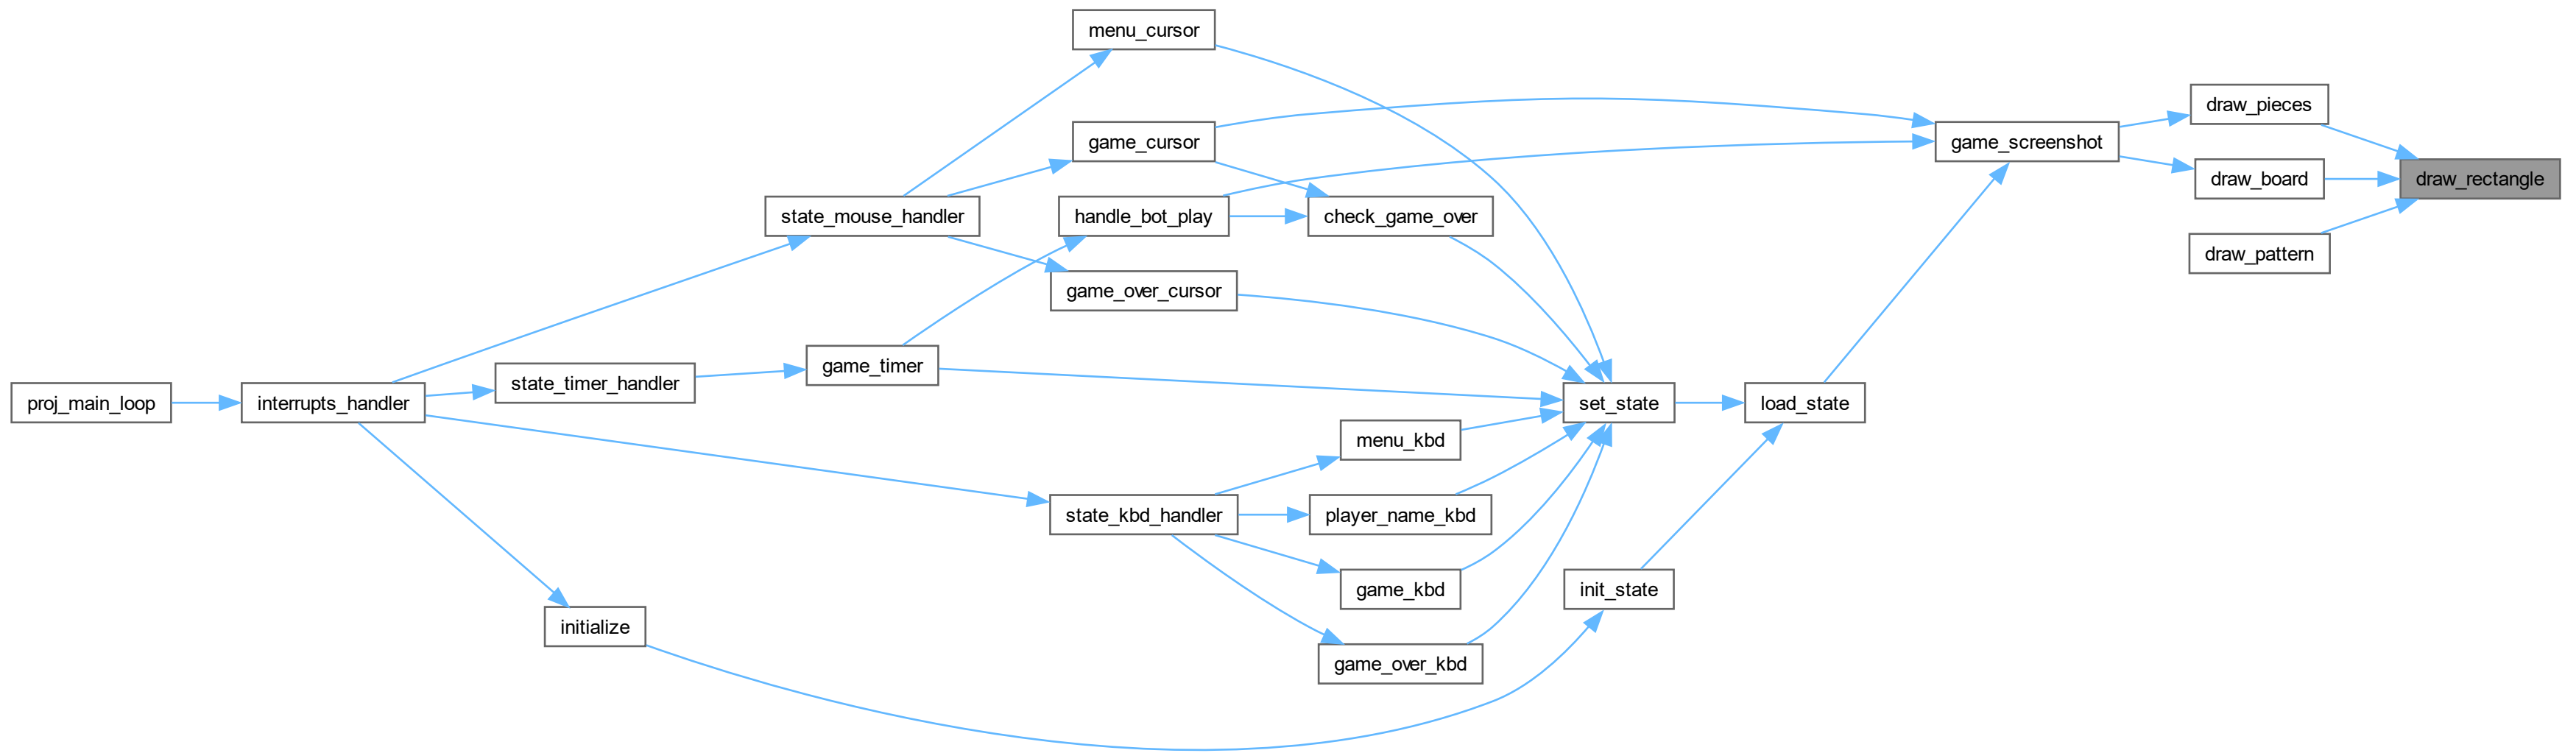 menu_cursor
draw_pieces
game_cursor
game_screenshot
draw_rectangle
draw_board
state_mouse_handler
handle_bot_play
check_game_over
draw_pattern
game_over_cursor
game_timer
state_timer_handler
proj_main_loop
interrupts_handler
set_state
load_state
menu_kbd
state_kbd_handler
player_name_kbd
game_kbd
init_state
initialize
game_over_kbd